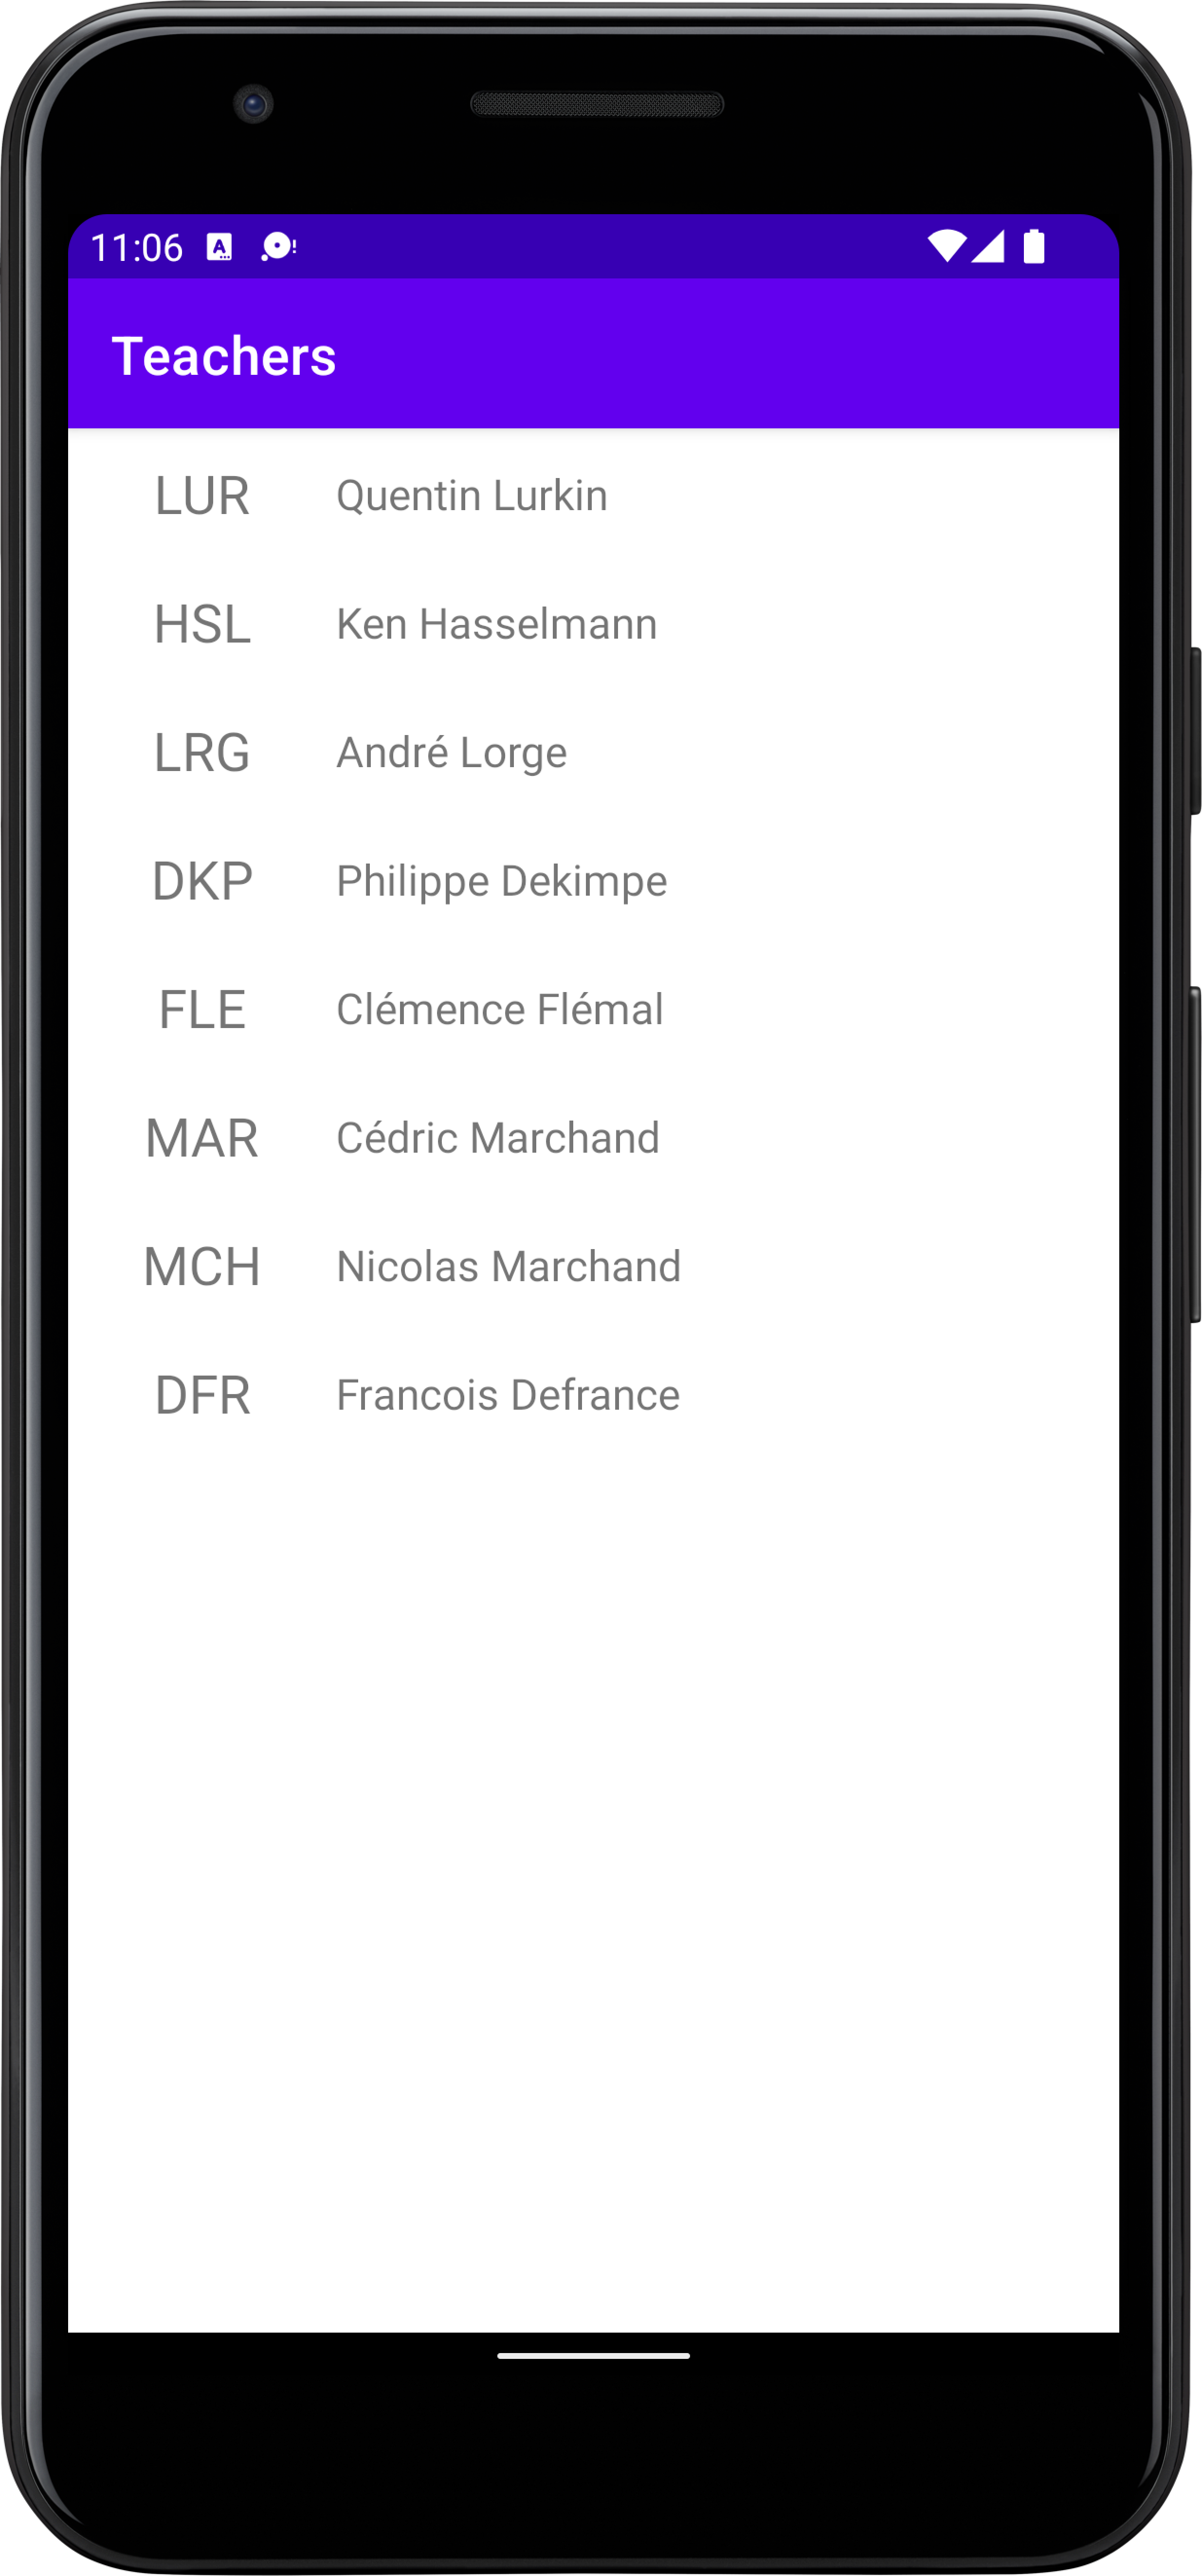 11:06
Teachers
LUR Quentin Lurkin
HSL Ken Hasselmann
LRG André Lorge
DKP Philippe Dekimpe
FLE Clémence Flémal
MAR Cédric Marchand
MCH Nicolas Marchand
DFR Francois Defrance